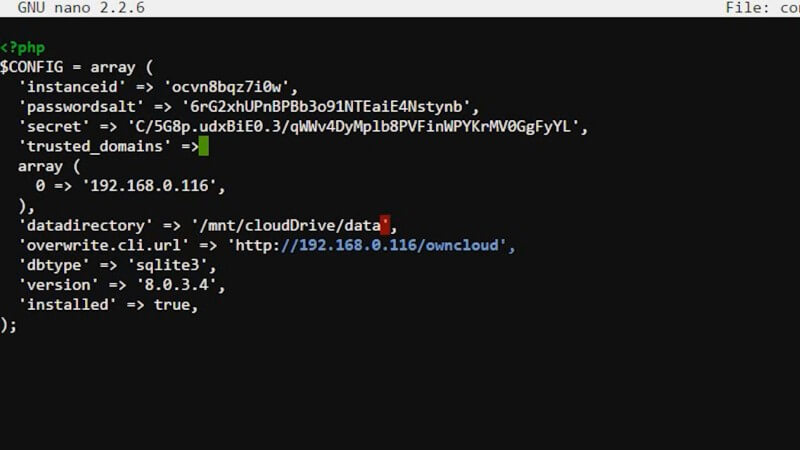 GNU nano 2.2.6 File: con
<?php
$CONFIG = array (
'instanceid' => 'ocvn8bqz7i0w',
'passwordsalt' => '6rG2xhUPnBPBb3o91NTEaiE4Nstynb',
'secret' => 'C/5G8p.udxBiE0.3/qWWv4DyMplb8PVFinWPYKrMV0GgFyYL',
'trusted_domains' =>
array (
0 => '192.168.0.116',
),
'datadirectory' => '/mnt/cloudDrive/data',
'overwrite.cli.url' => 'http://192.168.0.116/owncloud',
'dbtype' => 'sqlite3',
'version' => '8.0.3.4',
'installed' => true,
);